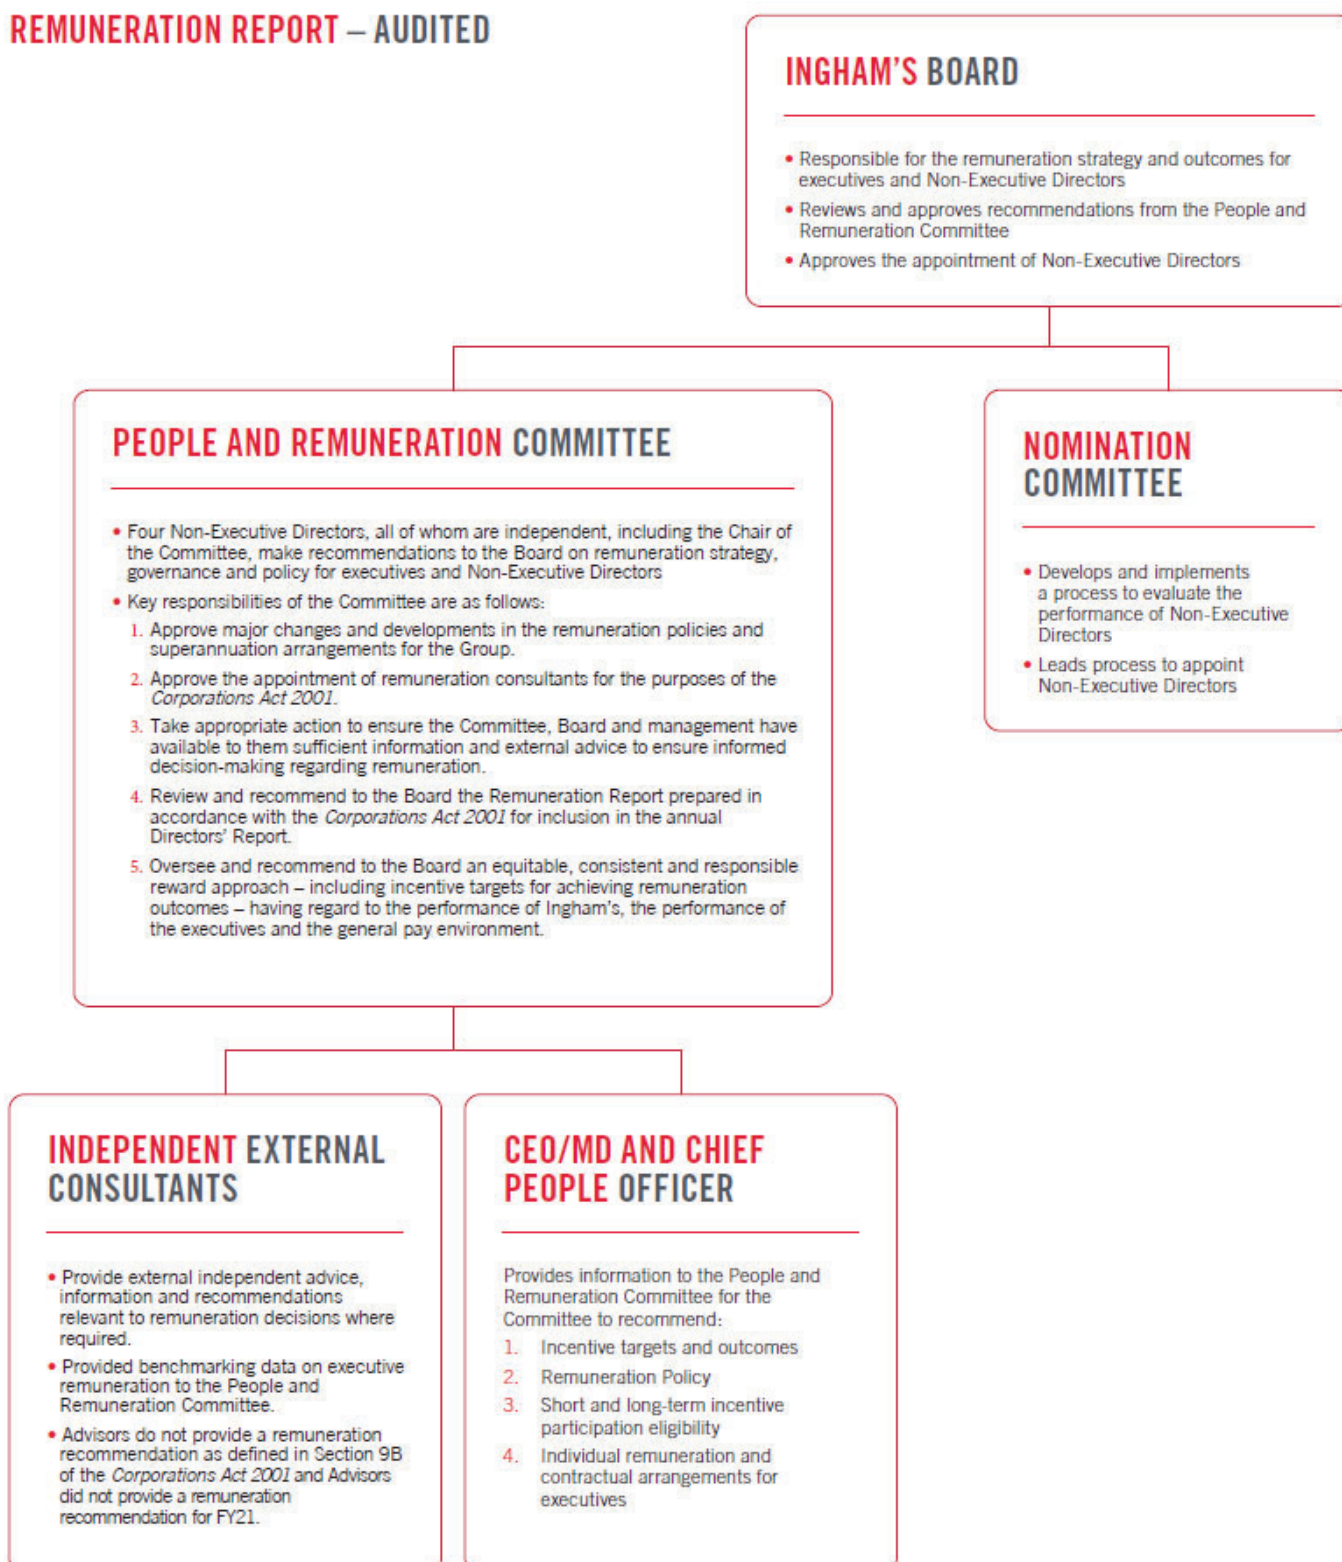 REMUNERATION REPORT – AUDITED
INGHAM'S BOARD
• Responsible for the remuneration strategy and outcomes for
executives and Non-Executive Directors
• Reviews and approves recommendations from the People and
Remuneration Committee
• Approves the appointment of Non-Executive Directors
PEOPLE AND REMUNERATION COMMITTEE
• Four Non-Executive Directors, all of whom are independent, including the Chair of
the Committee, make recommendations to the Board on remuneration strategy,
governance and policy for executives and Non-Executive Directors
• Key responsibilities of the Committee are as follows:
1. Approve major changes and developments in the remuneration policies and
superannuation arrangements for the Group.
2. Approve the appointment of remuneration consultants for the purposes of the
Corporations Act 2001.
3. Take appropriate action to ensure the Committee, Board and management have
available to them sufficient information and external advice to ensure informed
decision-making regarding remuneration.
4. Review and recommend to the Board the Remuneration Report prepared in
accordance with the Corporations Act 2001 for inclusion in the annual
Directors' Report.
5. Oversee and recommend to the Board an equitable, consistent and responsible
reward approach – including incentive targets for achieving remuneration
outcomes – having regard to the performance of Ingham's, the performance of
the executives and the general pay environment.
NOMINATION
COMMITTEE
• Develops and implements
a process to evaluate the
performance of Non-Executive
Directors
• Leads process to appoint
Non-Executive Directors
INDEPENDENT EXTERNAL
CONSULTANTS
• Provide external independent advice,
information and recommendations
relevant to remuneration decisions where
required.
• Provided benchmarking data on executive
remuneration to the People and
Remuneration Committee.
• Advisors do not provide a remuneration
recommendation as defined in Section 9B
of the Corporations Act 2001 and Advisors
did not provide a remuneration
recommendation for FY21.
CEO/MD AND CHIEF
PEOPLE OFFICER
Provides information to the People and
Remuneration Committee for the
Committee to recommend:
1. Incentive targets and outcomes
2. Remuneration Policy
3. Short and long-term incentive
participation eligibility
4. Individual remuneration and
contractual arrangements for
executives